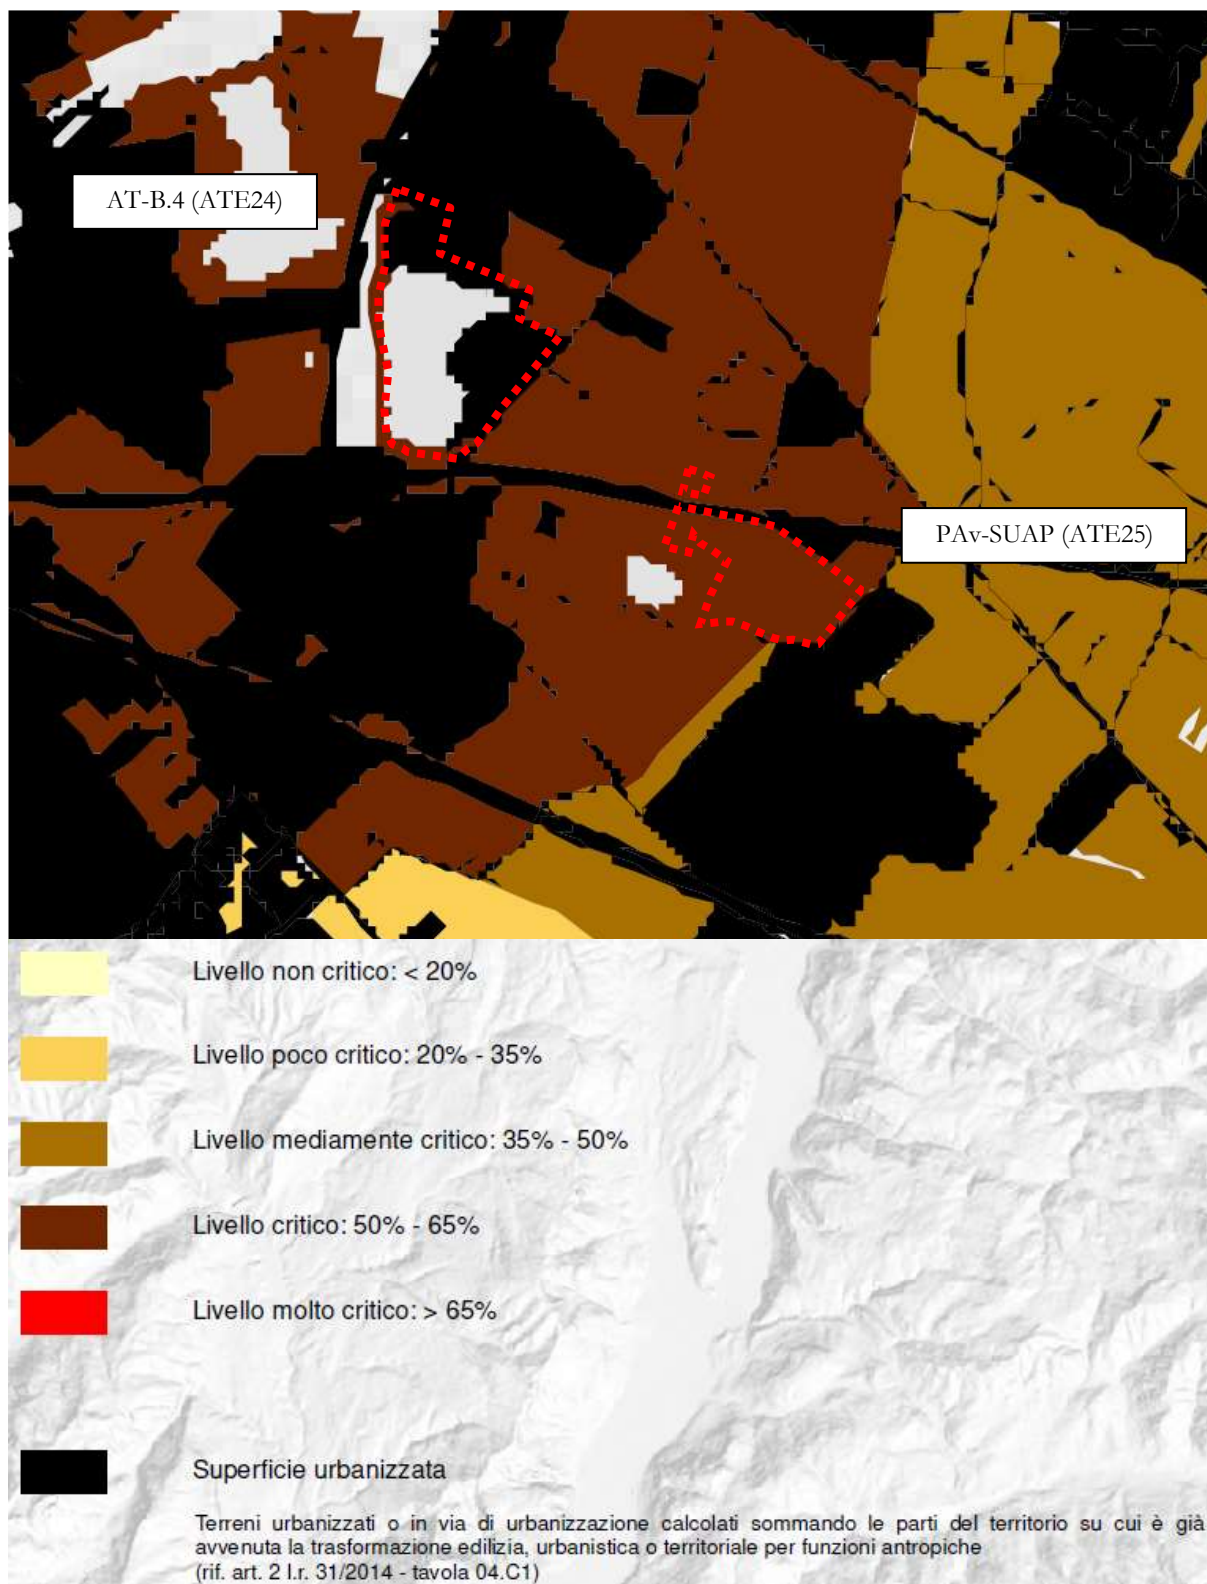 AT-B.4 (ATE24)
PAv-SUAP (ATE25)
Livello non critico: < 20%
Livello poco critico: 20% - 35%
Livello mediamente critico: 35% - 50%
Livello critico: 50% - 65%
Livello molto critico: > 65%
Superficie urbanizzata
Terreni urbanizzati o in via di urbanizzazione calcolati sommando le parti del territorio su cui è già
avvenuta la trasformazione edilizia, urbanistica o territoriale per funzioni antropiche
(rif. art. 2 l.r. 31/2014 - tavola 04.C1)